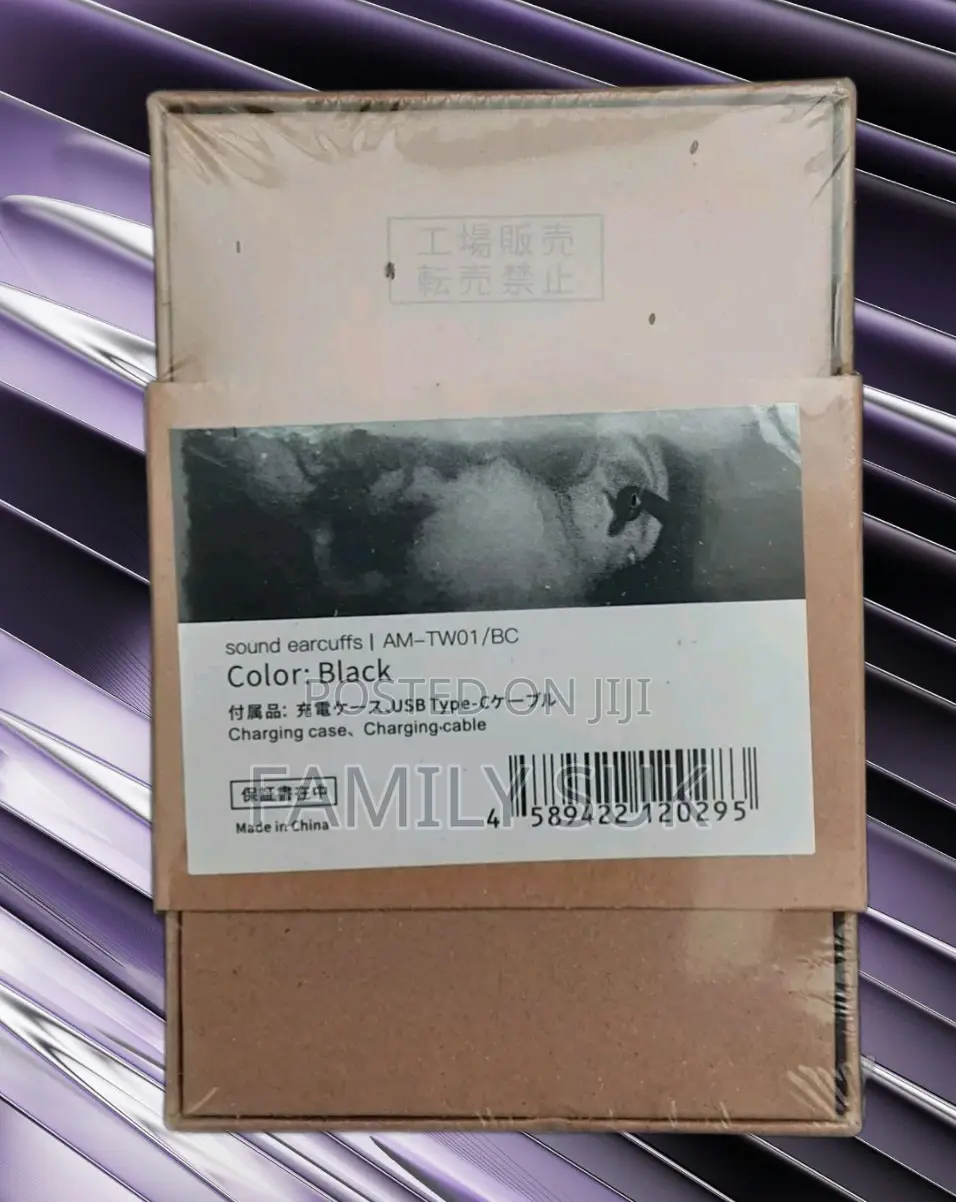 工場販売
転売禁止
sound earcuffs | AM-TW01/BC
Color: Black
POSTED ON JIJI
付属品: 充電ケース、USB Type-Cケーブル
Charging case、Charging cable
FAMILY SUK
保証書在中
Made in China
4 589422 120295